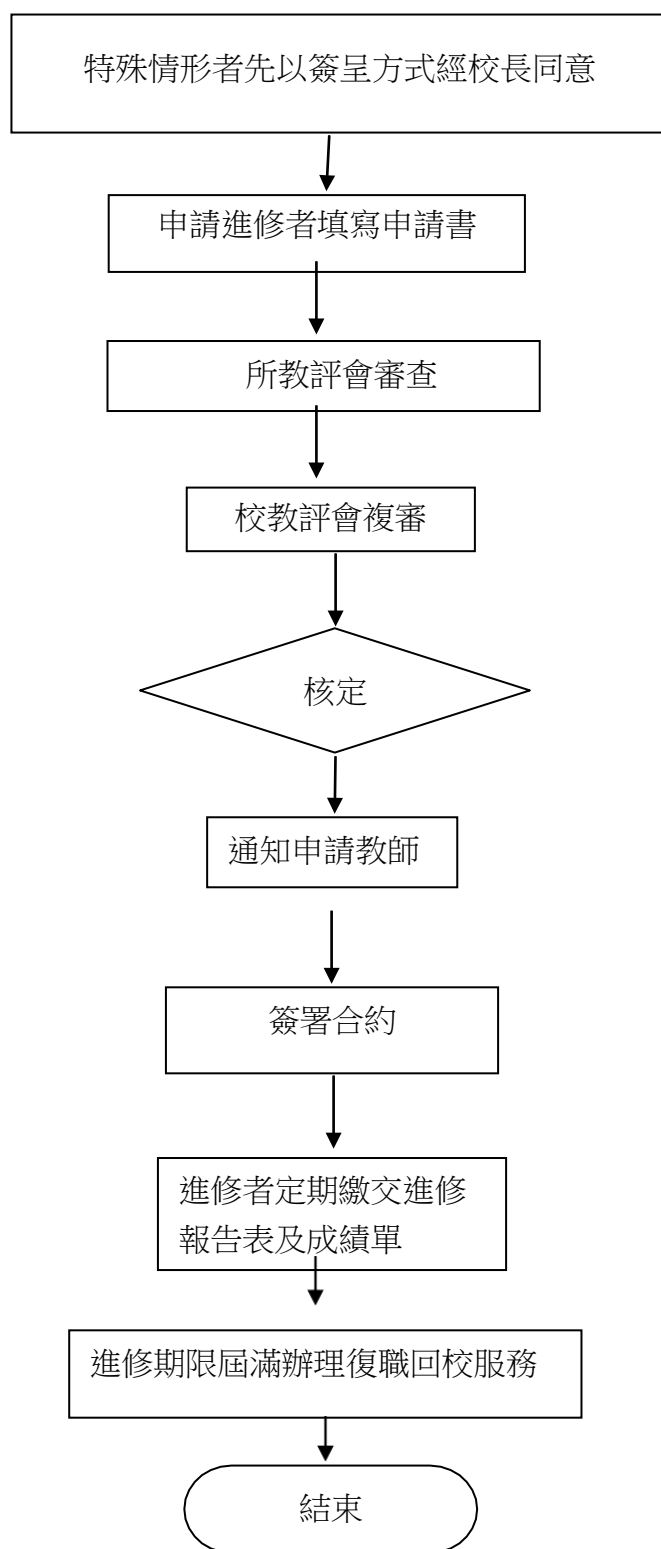 特殊情形者先以簽呈方式經校長同意
申請進修者填寫申請書
所教評會審查
校教評會複審
核定
通知申請教師
簽署合約
進修者定期繳交進修
報告表及成績單
進修期限屆滿辦理復職回校服務
結束